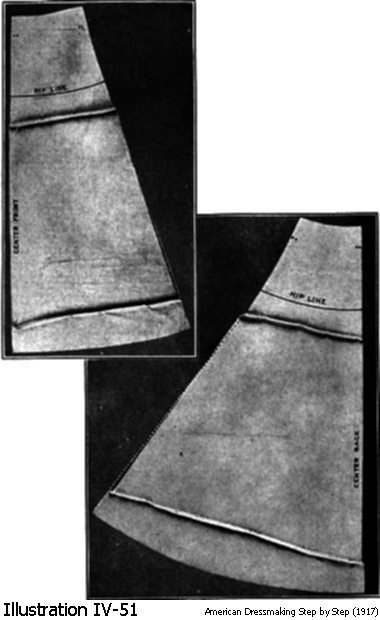 HIP LINE
CENTER FRONT
HIP LINE
CENTER BACK
Illustration IV-51
American Dressmaking Step by Step (1917)